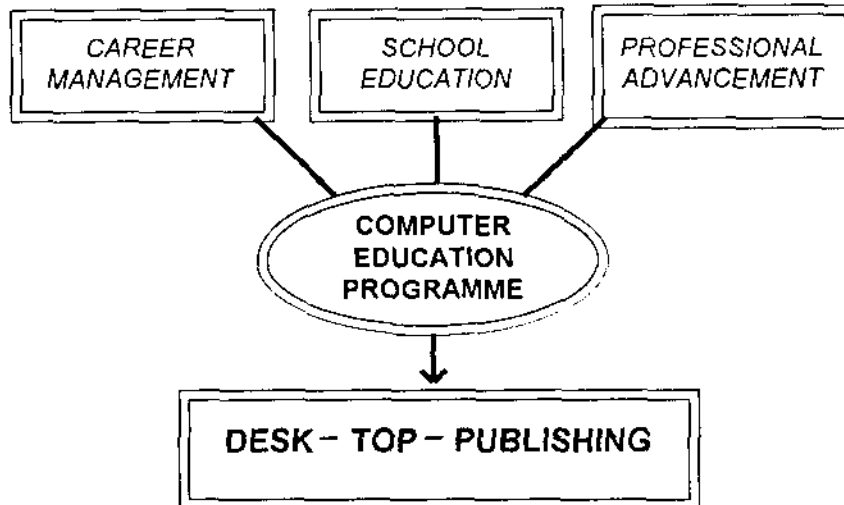 CAREER
MANAGEMENT
SCHOOL
EDUCATION
PROFESSIONAL
ADVANCEMENT
COMPUTER
EDUCATION
PROGRAMME
DESK - TOP - PUBLISHING